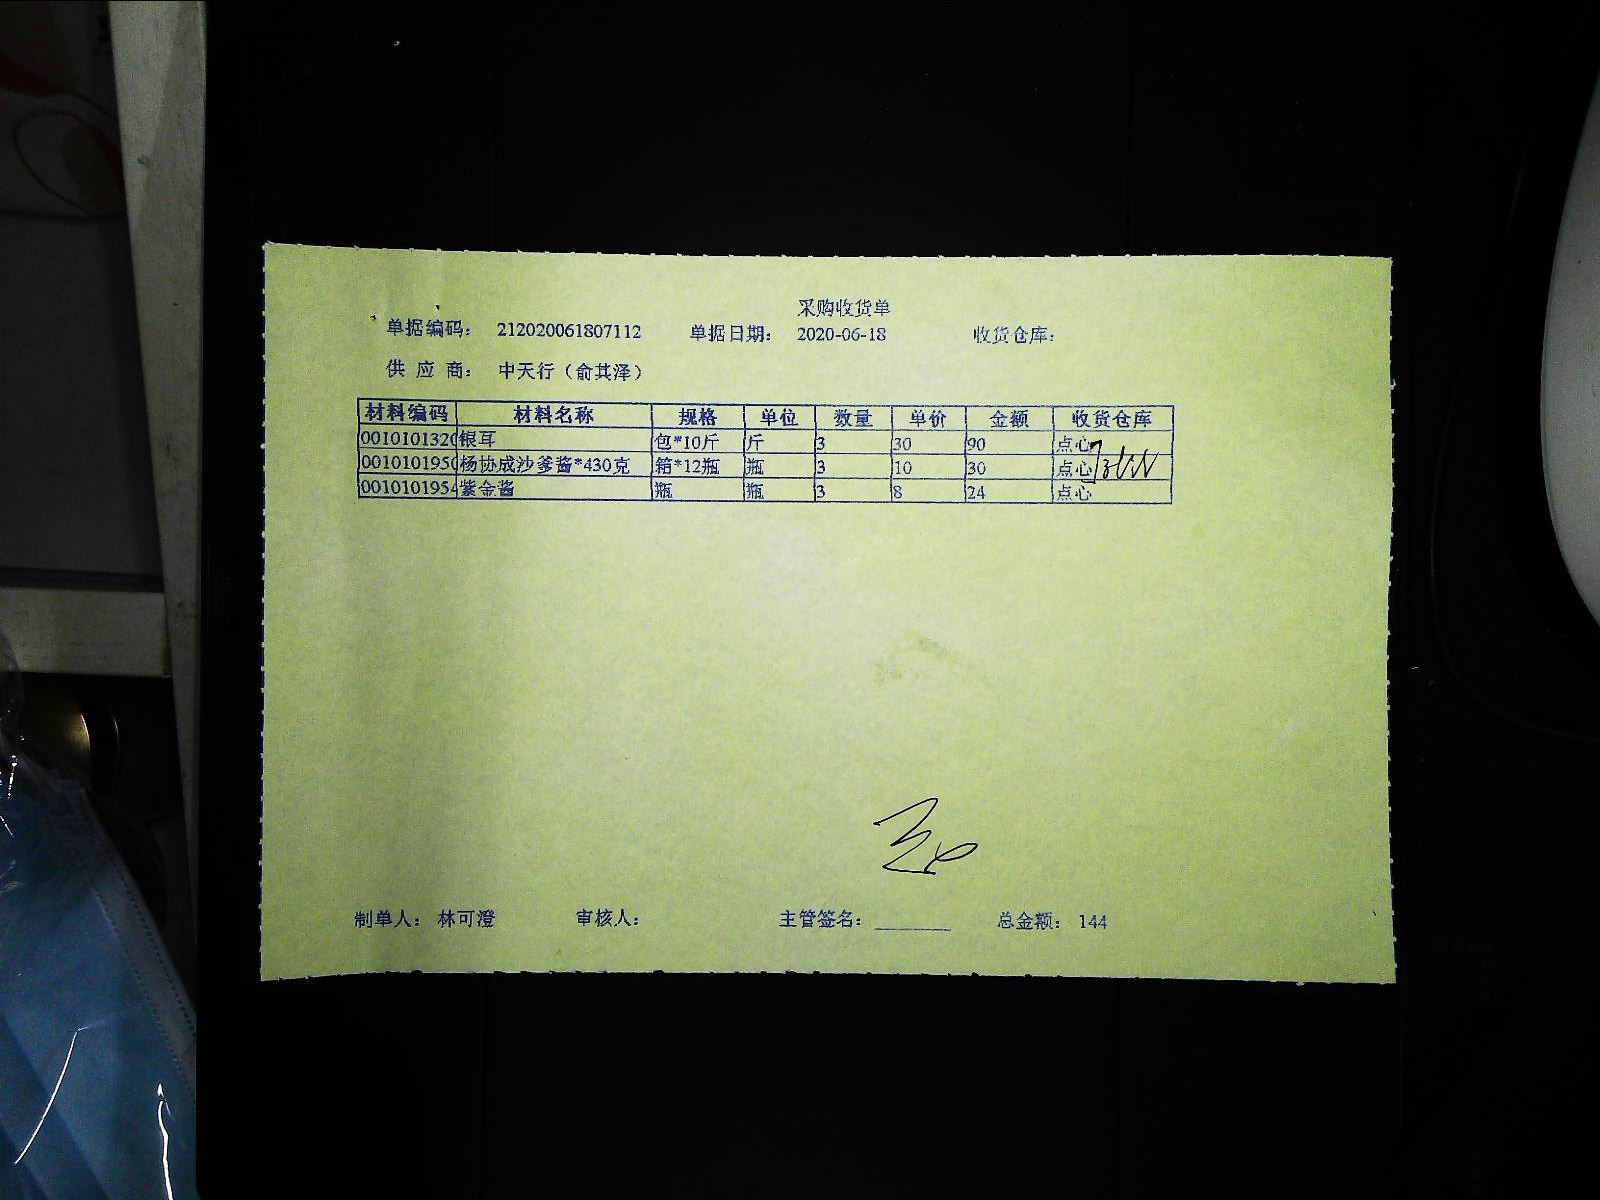 采购收货单
单据编码： 212020061807112 单据日期： 2020-06-18 收货仓库：
供 应 商： 中天行（俞其泽）
材料编码 材料名称 规格 单位 数量 单价 金额 收货仓库
0010101320 银耳 包*10斤 斤 3 30 90 点心
0010101950 杨协成沙爹酱*430克 箱*12瓶 瓶 3 10 30 点心
0010101954 紫金酱 瓶 瓶 3 8 24 点心
制单人： 林可澄 审核人： 主管签名： 总金额： 144